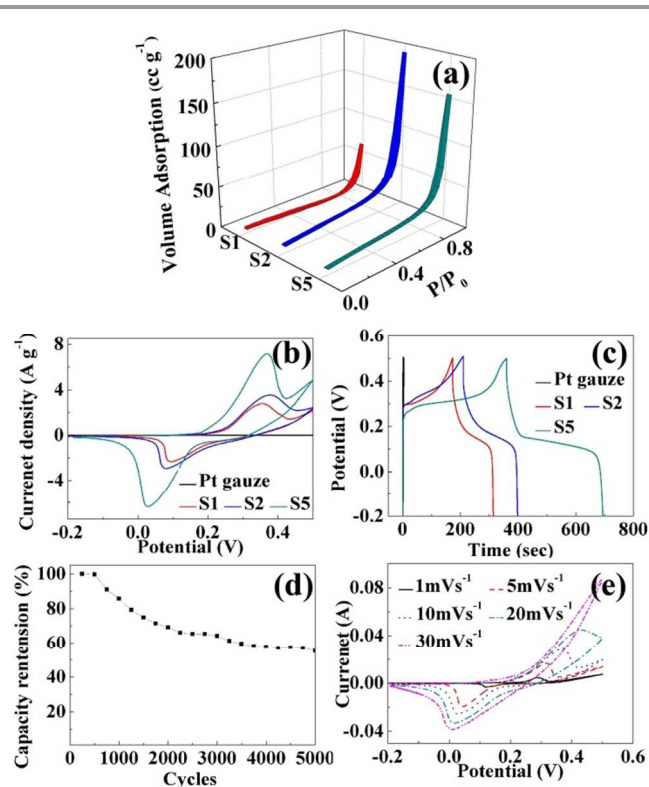 (a)
Volume Adsorption (cc g-1)
200
150
100
50
0
S1
S2
S5
0.0
0.4
0.8
P/P0
(b)
Currenet density (A g-1)
8
4
0
-4
Pt gauze
S1 S2 S5
-0.2 0.0 0.2 0.4
Potential (V)
(c)
Potential (V)
0.6
0.4
0.2
0.0
-0.2
Pt gauze
S1 S2
S5
0 200 400 600 800
Time (sec)
(d)
Capacity rentension (%)
100
80
60
40
20
0 1000 2000 3000 4000 5000
Cycles
(e)
Currenet (A)
0.08
0.04
0.00
-0.04
1mVs-1 5mVs-1
10mVs-1 20mVs-1
30mVs-1
-0.2 0.0 0.2 0.4 0.6
Potential (V)